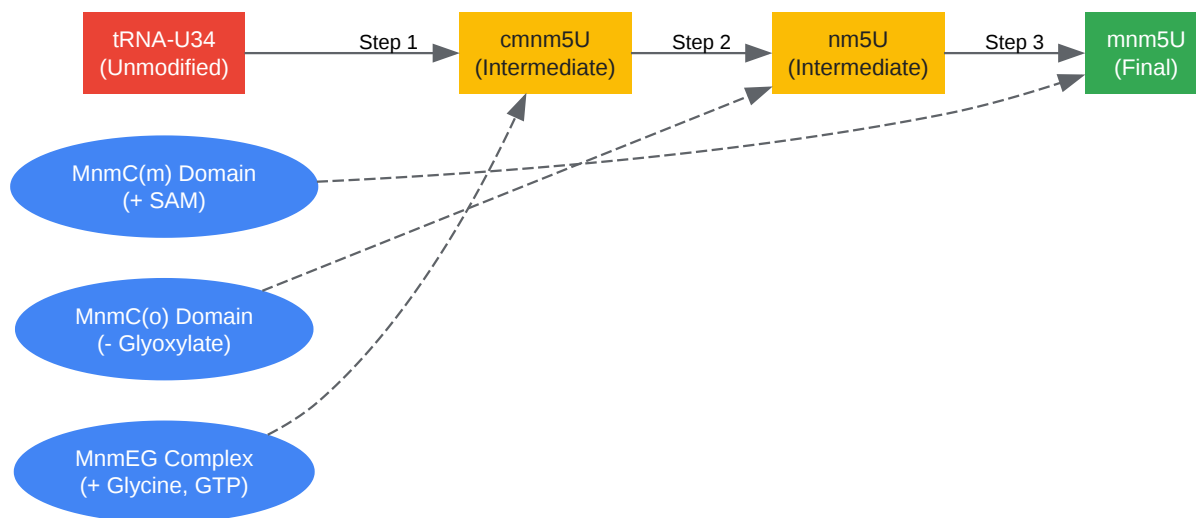 tRNA-U34
(Unmodified)
Step 1
cmnm5U
(Intermediate)
Step 2
nm5U
(Intermediate)
Step 3
mnm5U
(Final)
MnmC(m) Domain
(+ SAM)
MnmC(o) Domain
(- Glyoxylate)
MnmEG Complex
(+ Glycine, GTP)